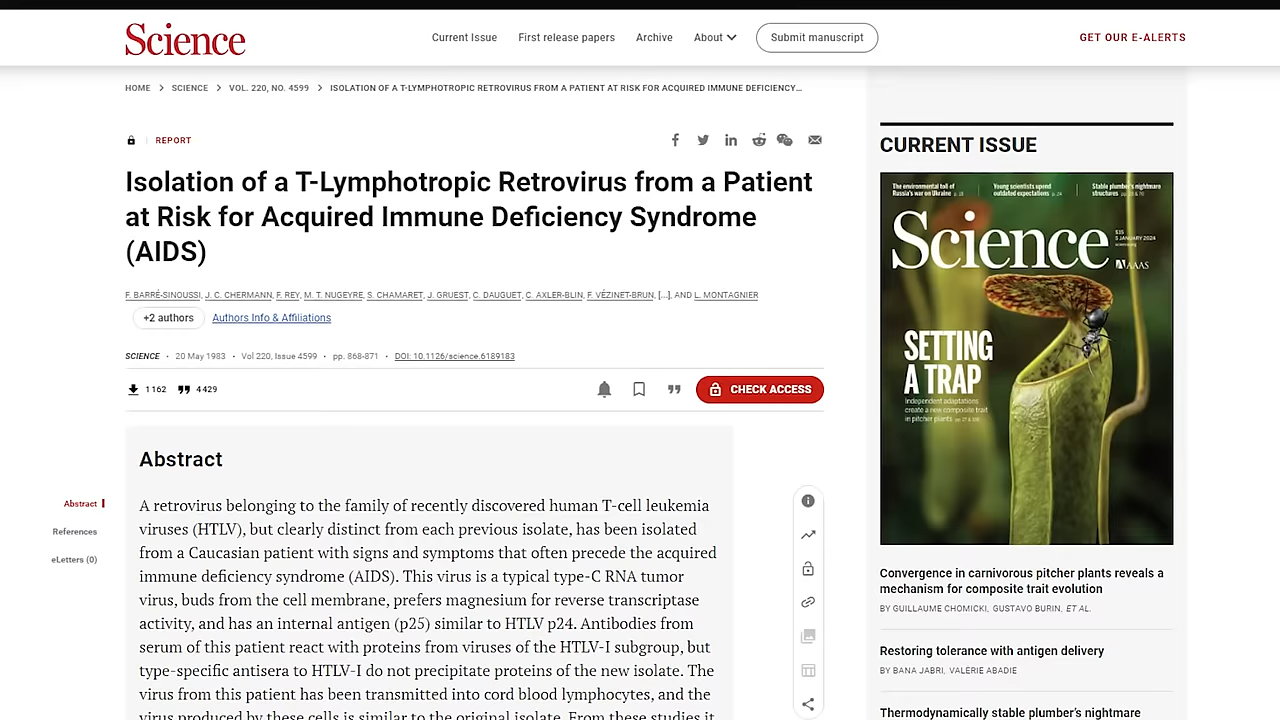 Science
Current Issue
First release papers
Archive
About
Submit manuscript
GET OUR E-ALERTS
HOME > SCIENCE > VOL. 220, NO. 4599 > ISOLATION OF A T-LYMPHOTROPIC RETROVIRUS FROM A PATIENT AT RISK FOR ACQUIRED IMMUNE DEFICIENCY…
REPORT
Isolation of a T-Lymphotropic Retrovirus from a Patient
at Risk for Acquired Immune Deficiency Syndrome
(AIDS)
F. BARRÉ-SINOUSSI, J. C. CHERMANN, F. REY, M. T. NUGEYRE, S. CHAMARET, J. GRUEST, C. DAUGUET, C. AXLER-BLIN, F. VÉZINET-BRUN, [...], AND L. MONTAGNIER
+2 authors
Authors Info & Affiliations
SCIENCE · 20 May 1983 · Vol 220, Issue 4599 · pp. 868-871 · DOI: 10.1126/science.6189183
1162
4429
CHECK ACCESS
Abstract
References
eLetters (0)
Abstract
A retrovirus belonging to the family of recently discovered human T-cell leukemia
viruses (HTLV), but clearly distinct from each previous isolate, has been isolated
from a Caucasian patient with signs and symptoms that often precede the acquired
immune deficiency syndrome (AIDS). This virus is a typical type-C RNA tumor
virus, buds from the cell membrane, prefers magnesium for reverse transcriptase
activity, and has an internal antigen (p25) similar to HTLV p24. Antibodies from
serum of this patient react with proteins from viruses of the HTLV-I subgroup, but
type-specific antisera to HTLV-I do not precipitate proteins of the new isolate. The
virus from this patient has been transmitted into cord blood lymphocytes, and the
virus produced by these cells is similar to the original isolate. From these studies it
CURRENT ISSUE
The environmental toll of
Russia's war on Ukraine p. 18
Young scientists spend
outdated expectations p. 24
Stable plumber's nightmare
structures
Science
$15
5 JANUARY 2024
science.org
AAAS
SETTING
A TRAP
Independent adaptations
create a new composite trait
in pitcher plants
Convergence in carnivorous pitcher plants reveals a
mechanism for composite trait evolution
BY GUILLAUME CHOMICKI, GUSTAVO BURIN, ET AL.
Restoring tolerance with antigen delivery
BY BANA JABRI, VALÉRIE ABADIE
Thermodynamically stable plumber's nightmare